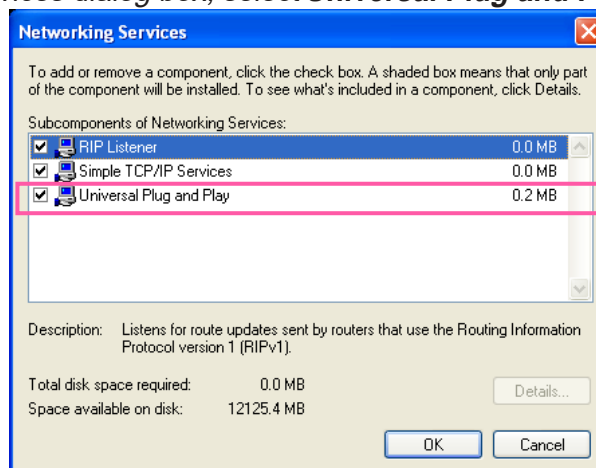 Networking Services
To add or remove a component, click the check box. A shaded box means that only part
of the component will be installed. To see what's included in a component, click Details.
Subcomponents of Networking Services:
RIP Listener 0.0 MB
Simple TCP/IP Services 0.0 MB
Universal Plug and Play 0.2 MB
Description: Listens for route updates sent by routers that use the Routing Information
Protocol version 1 (RIPv1).
Total disk space required: 0.0 MB
Details...
Space available on disk: 12125.4 MB
OK Cancel